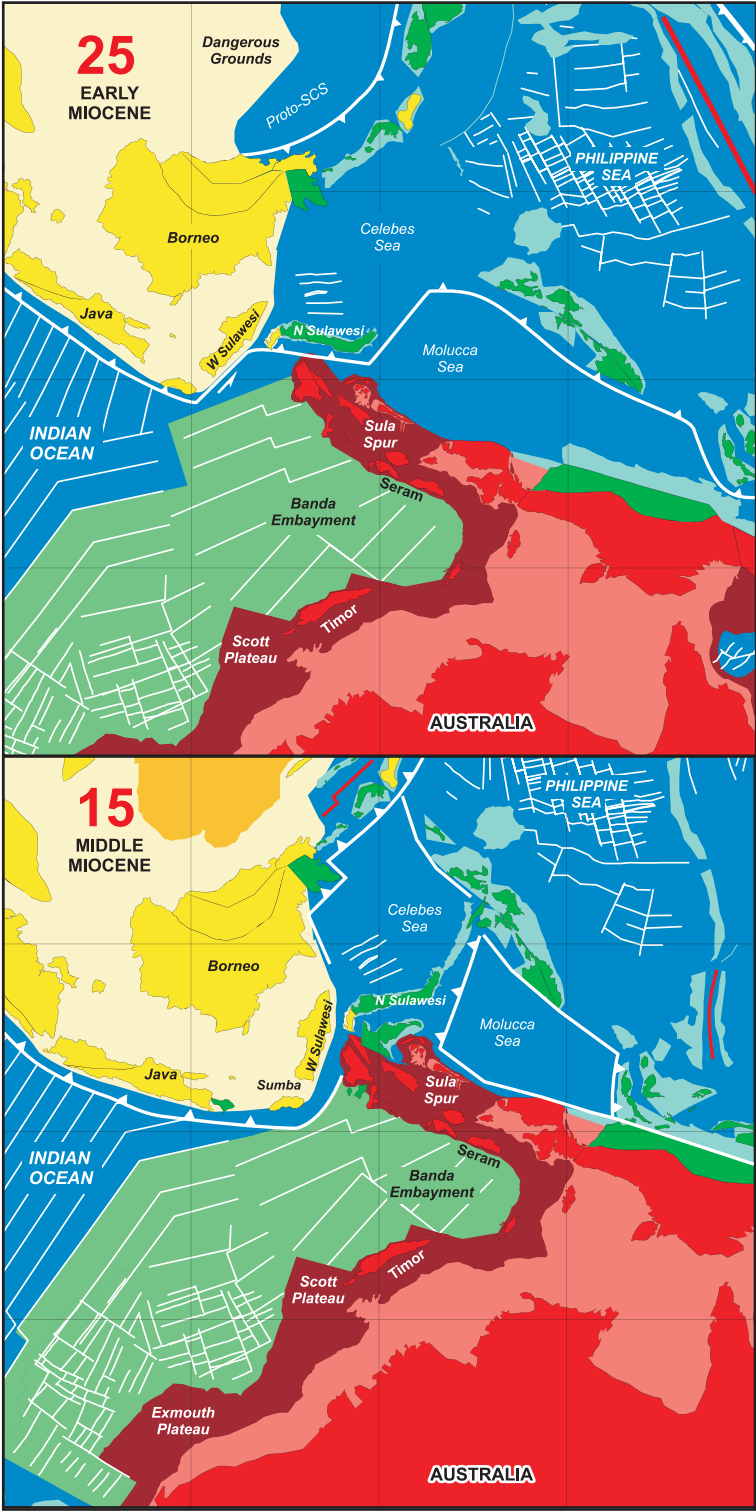 25
EARLY
MIOCENE
Dangerous
Grounds
Proto-SCS
PHILIPPINE
SEA
Borneo
Celebes
Sea
Java
W Sulawesi
N Sulawesi
Molucca
Sea
INDIAN
OCEAN
Sula
Spur
Seram
Banda
Embayment
Timor
Scott
Plateau
AUSTRALIA
15
MIDDLE
MIOCENE
PHILIPPINE
SEA
Celebes
Sea
Borneo
N Sulawesi
W Sulawesi
Molucca
Sea
Java
Sumba
Sula
Spur
INDIAN
OCEAN
Seram
Banda
Embayment
Timor
Scott
Plateau
Exmouth
Plateau
AUSTRALIA